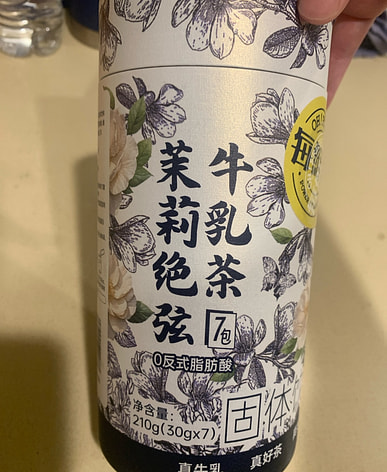 茉莉绝弦
牛乳茶
7包
0反式脂肪酸
净含量:
210g(30gx7)
固体
真牛乳
真好茶